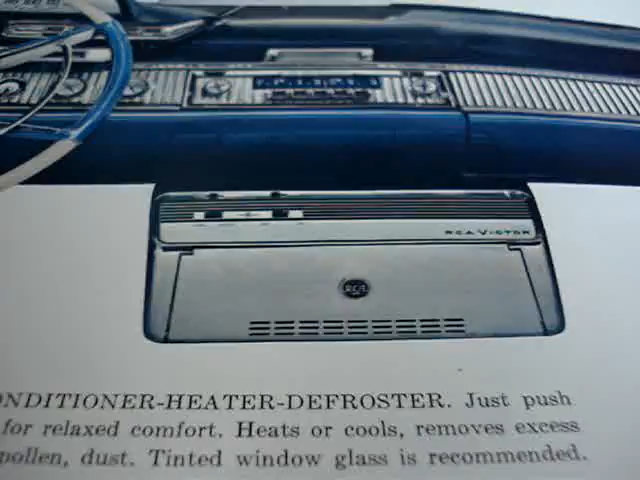 RCA VICTOR
RCA
ONDITIONER-HEATER-DEFROSTER. Just push
for relaxed comfort. Heats or cools, removes excess
pollen, dust. Tinted window glass is recommended.